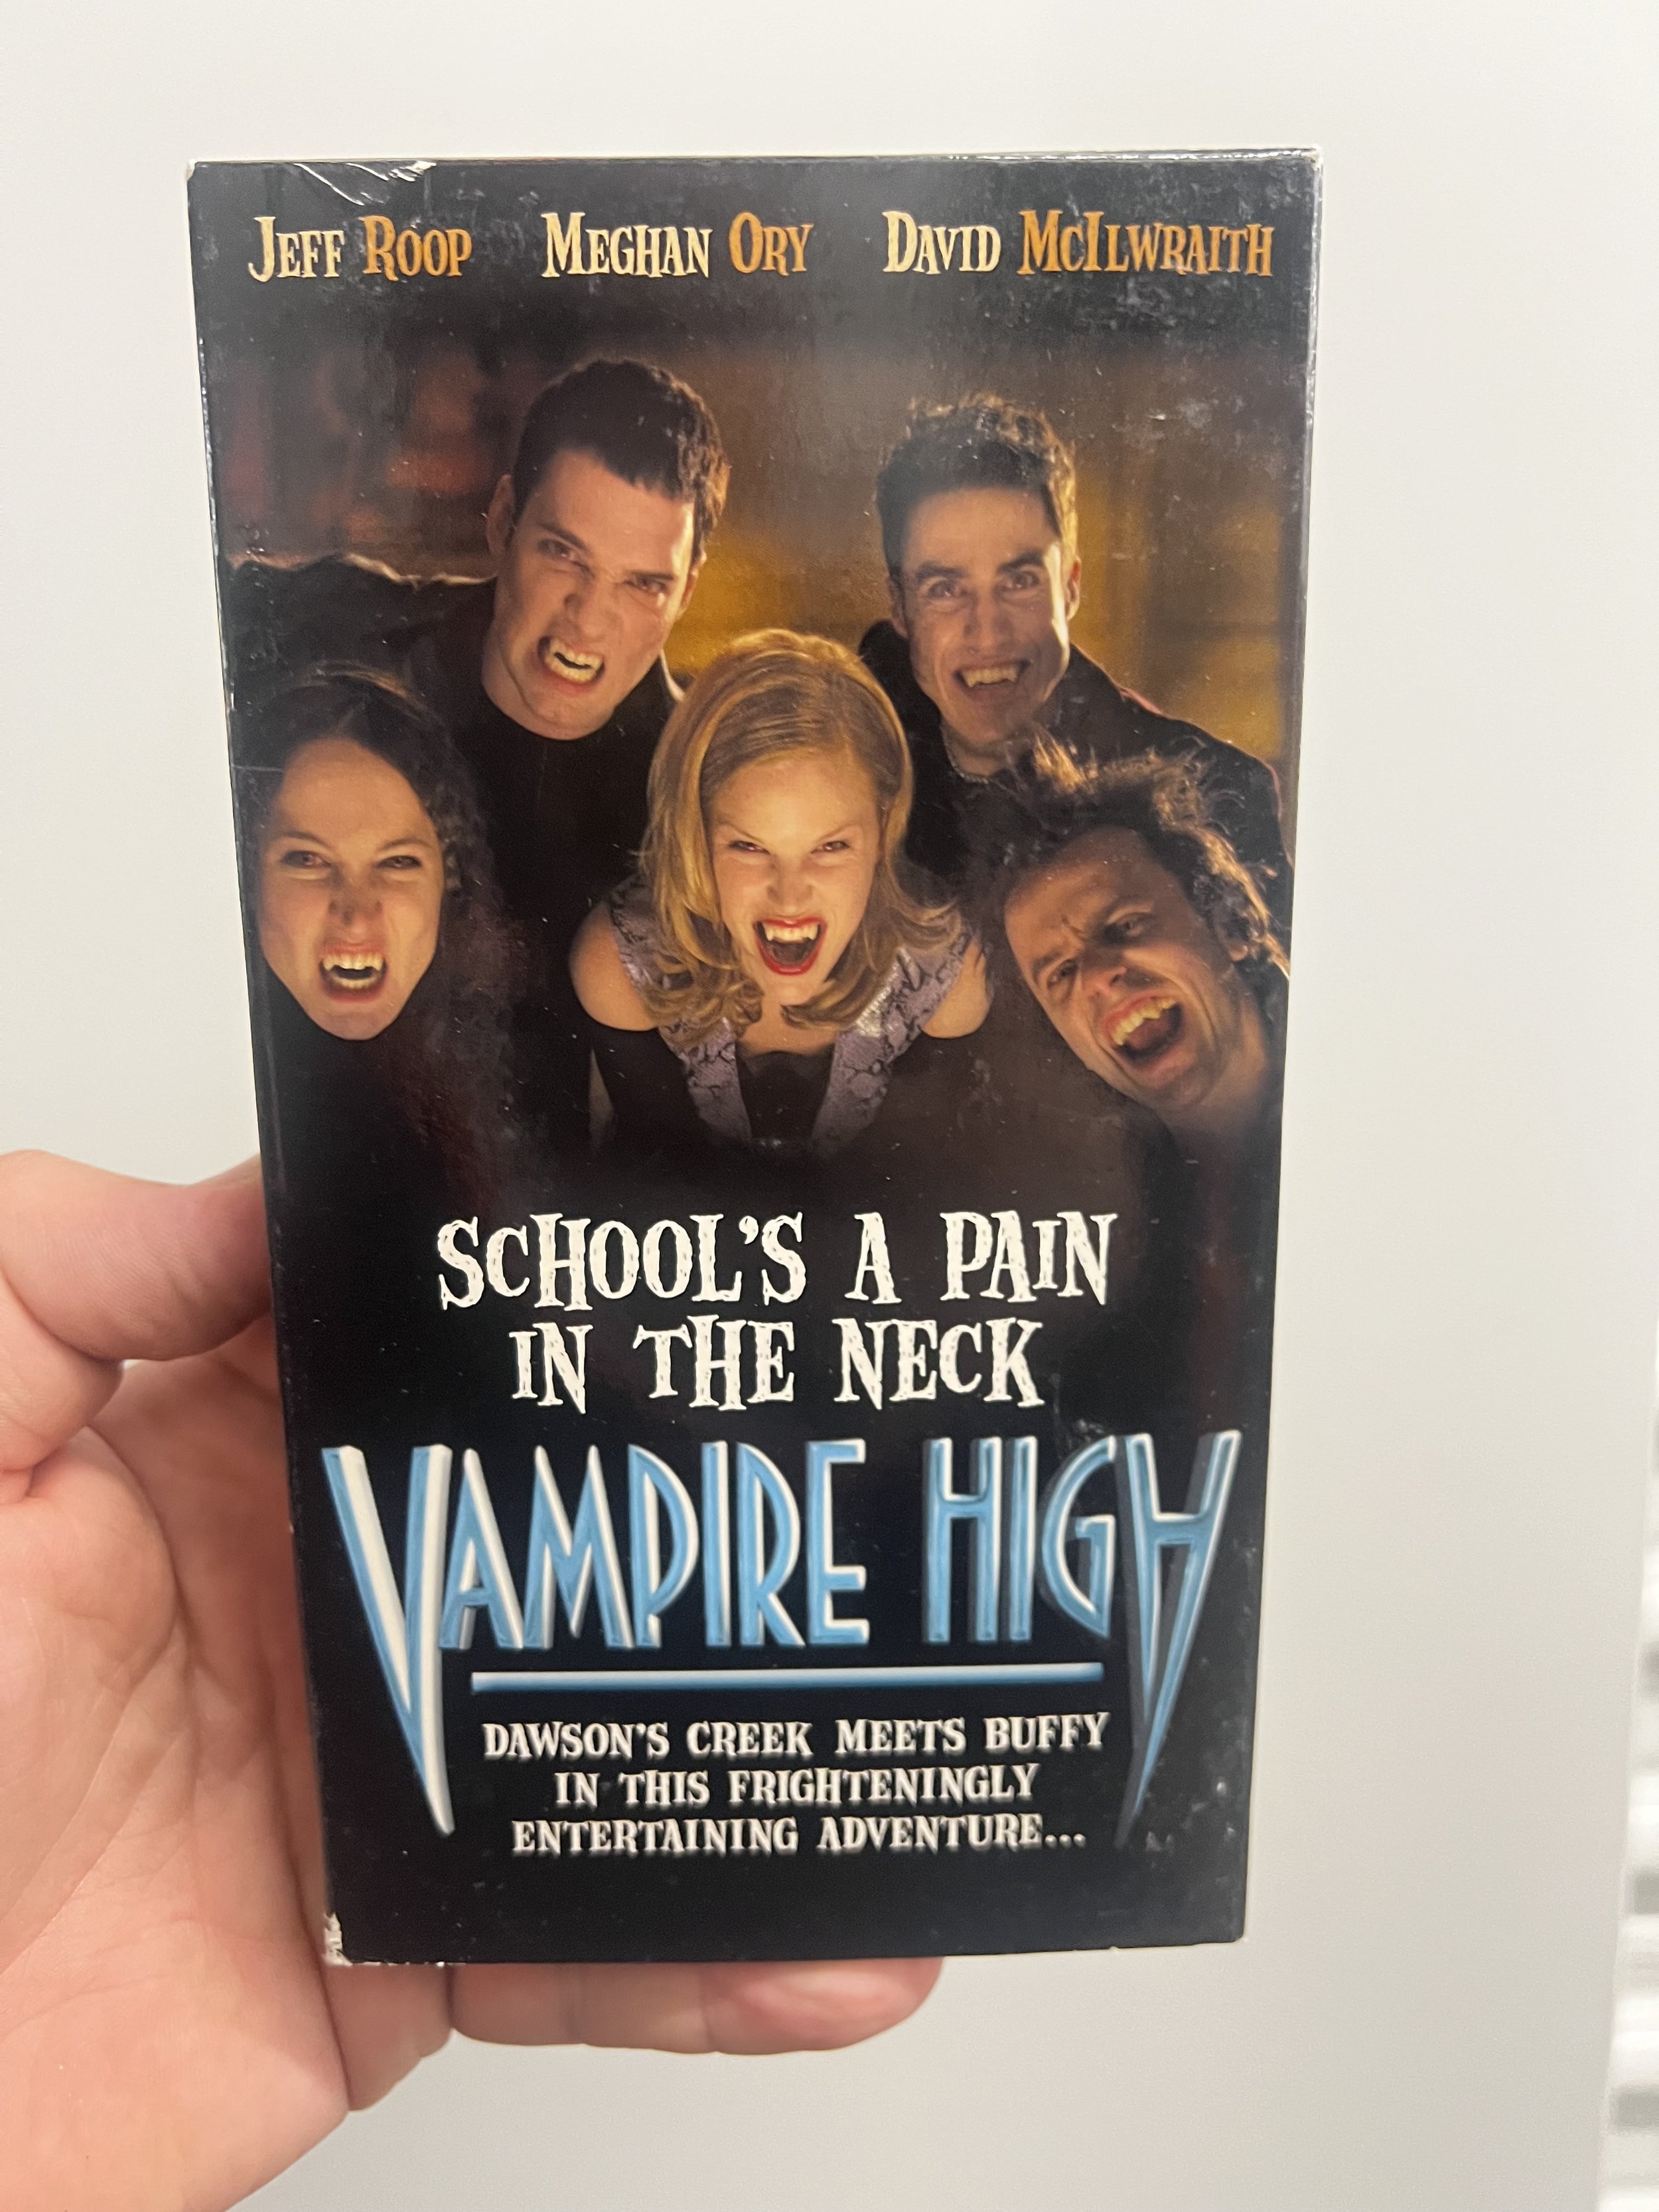 JEFF ROOP MEGHAN ORY DAVID MCILWRAITH
SCHOOL'S A PAIN
IN THE NECK
VAMPIRE HIGH
DAWSON'S CREEK MEETS BUFFY
IN THIS FRIGHTENINGLY
ENTERTAINING ADVENTURE...